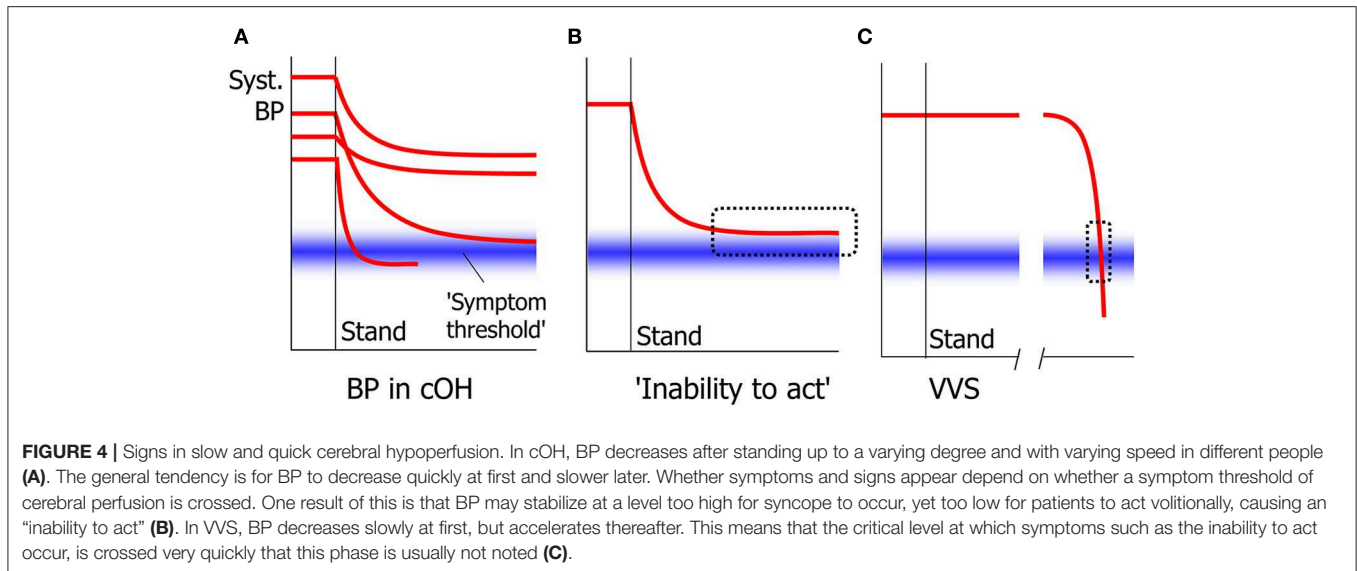 A
B
C
Syst.
BP
'Symptom
threshold'
Stand
Stand
Stand
BP in cOH
'Inability to act'
VVS
FIGURE 4 | Signs in slow and quick cerebral hypoperfusion. In cOH, BP decreases after standing up to a varying degree and with varying speed in different people
(A). The general tendency is for BP to decrease quickly at first and slower later. Whether symptoms and signs appear depend on whether a symptom threshold of
cerebral perfusion is crossed. One result of this is that BP may stabilize at a level too high for syncope to occur, yet too low for patients to act volitionally, causing an
“inability to act” (B). In VVS, BP decreases slowly at first, but accelerates thereafter. This means that the critical level at which symptoms such as the inability to act
occur, is crossed very quickly that this phase is usually not noted (C).